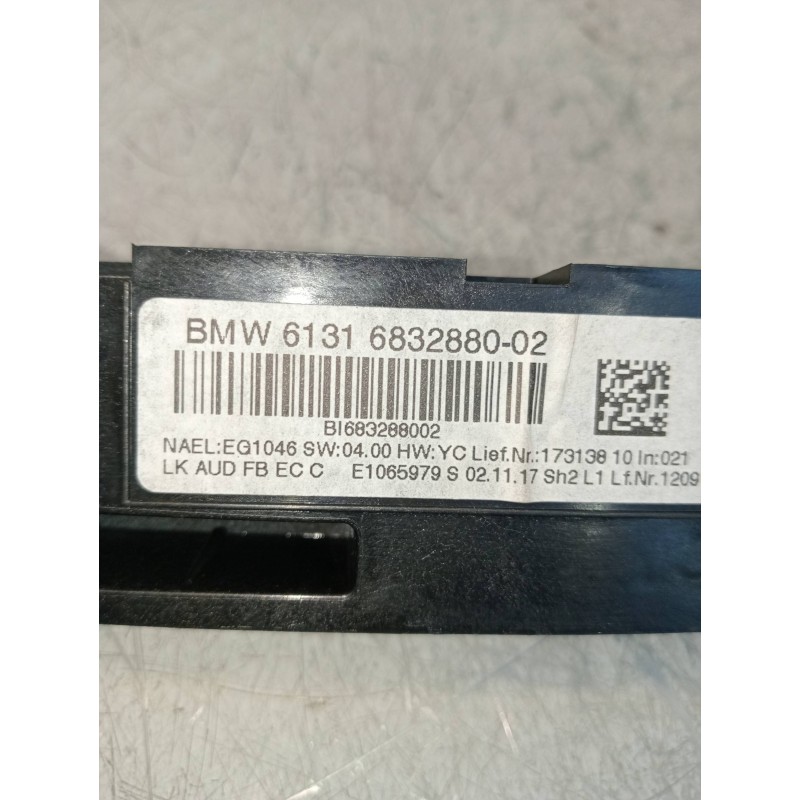 BMW 6131 6832880-02
BI683288002
NAEL:EG1046 SW:04.00 HW:YC Lief.Nr.:173138 10 In:021
LK AUD FB EC C E1065979 S 02.11.17 Sh2 L1 Lf.Nr.1209